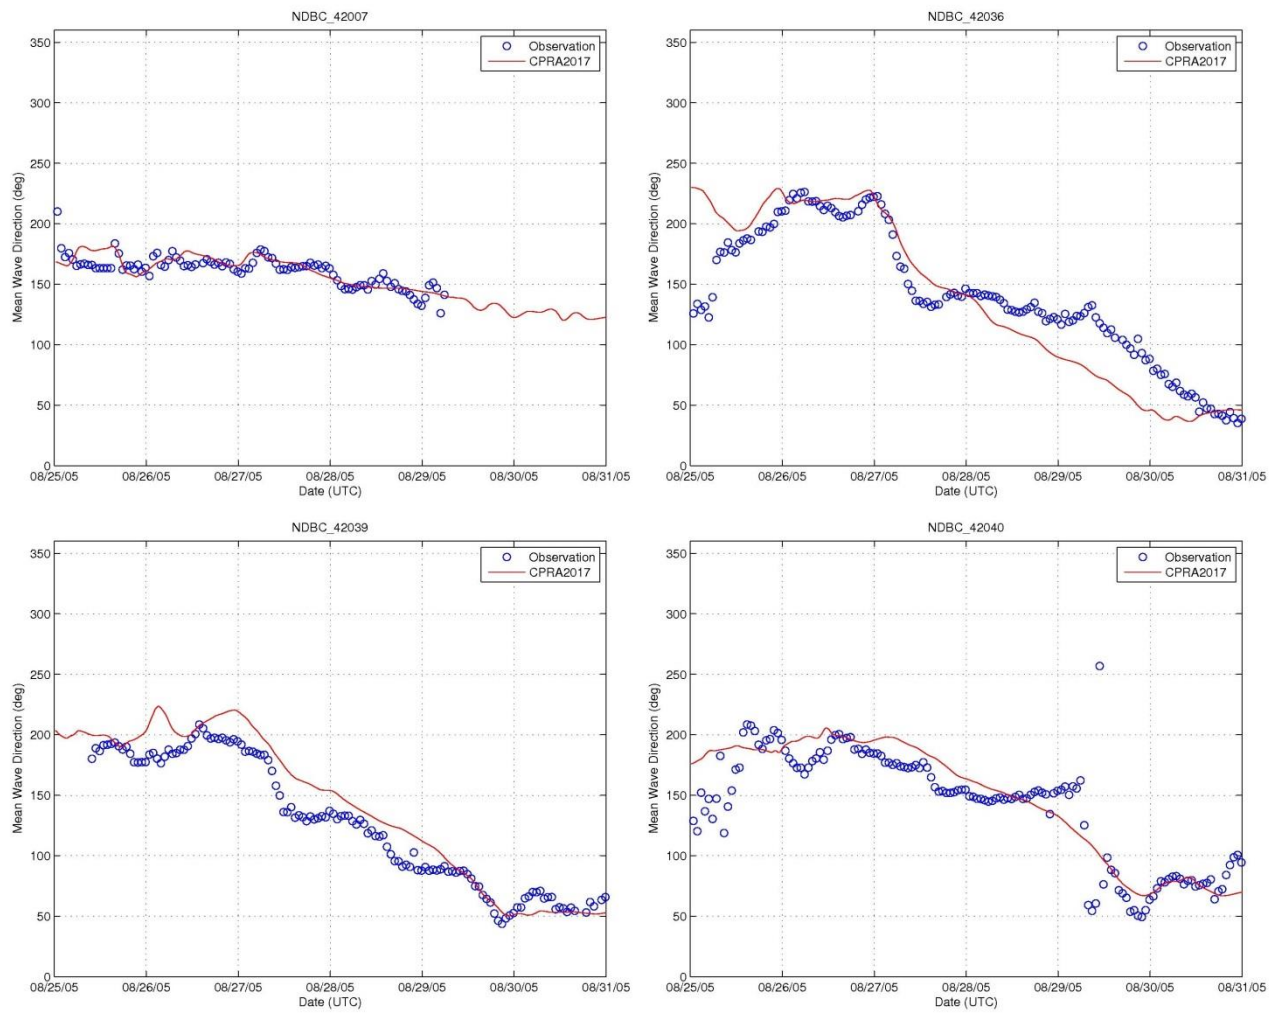 NDBC_42007
Observation
CPRA2017
350
300
250
200
150
100
50
0
Mean Wave Direction (deg)
08/25/05 08/26/05 08/27/05 08/28/05 08/29/05 08/30/05 08/31/05
Date (UTC)
NDBC_42036
Observation
CPRA2017
350
300
250
200
150
100
50
0
Mean Wave Direction (deg)
08/25/05 08/26/05 08/27/05 08/28/05 08/29/05 08/30/05 08/31/05
Date (UTC)
NDBC_42039
Observation
CPRA2017
350
300
250
200
150
100
50
0
Mean Wave Direction (deg)
08/25/05 08/26/05 08/27/05 08/28/05 08/29/05 08/30/05 08/31/05
Date (UTC)
NDBC_42040
Observation
CPRA2017
350
300
250
200
150
100
50
0
Mean Wave Direction (deg)
08/25/05 08/26/05 08/27/05 08/28/05 08/29/05 08/30/05 08/31/05
Date (UTC)